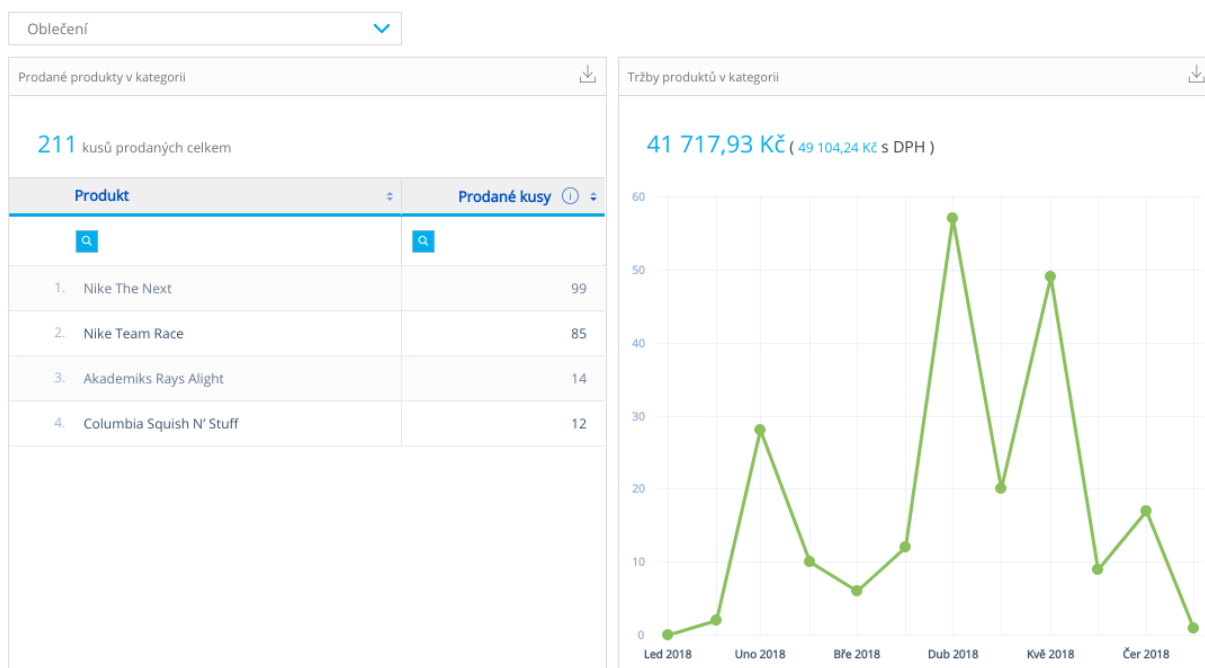 Oblečení
Prodané produkty v kategorii
211 kusů prodaných celkem
Produkt Prodané kusy i
1. Nike The Next 99
2. Nike Team Race 85
3. Akademiks Rays Alight 14
4. Columbia Squish N’ Stuff 12
Tržby produktů v kategorii
41 717,93 Kč ( 49 104,24 Kč s DPH )
60
50
40
30
20
10
0
Led 2018 Uno 2018 Bře 2018 Dub 2018 Kvě 2018 Čer 2018